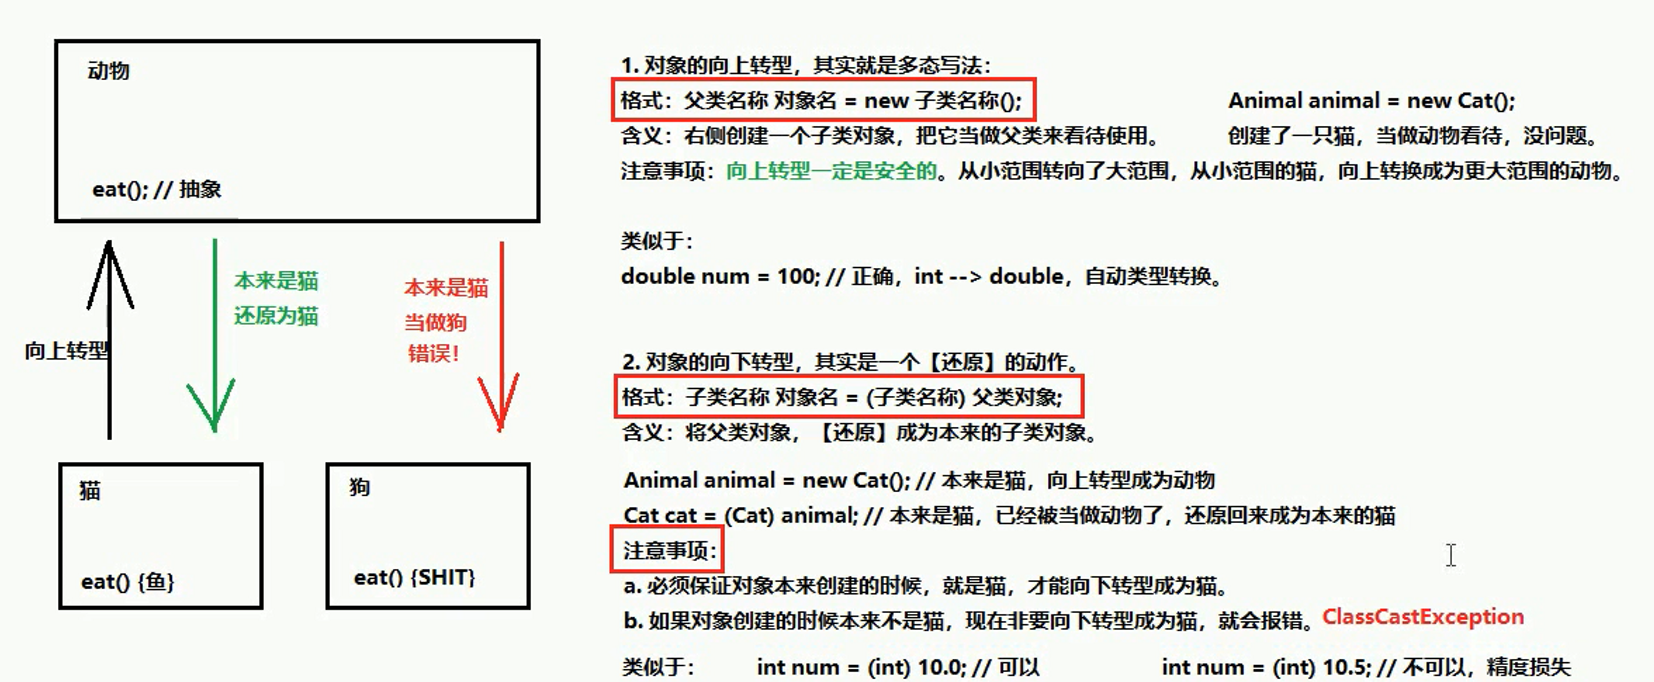 动物
eat(); // 抽象
向上转型
本来是猫
还原为猫
本来是猫
当做狗
错误！
猫
eat() {鱼}
狗
eat() {SHIT}
1. 对象的向上转型，其实就是多态写法：
格式：父类名称 对象名 = new 子类名称();
Animal animal = new Cat();
含义：右侧创建一个子类对象，把它当做父类来看待使用。
创建了一只猫，当做动物看待，没问题。
注意事项：向上转型一定是安全的。从小范围转向了大范围，从小范围的猫，向上转换成为更大范围的动物。
类似于：
double num = 100; // 正确，int --> double，自动类型转换。
2. 对象的向下转型，其实是一个【还原】的动作。
格式：子类名称 对象名 = (子类名称) 父类对象;
含义：将父类对象，【还原】成为本来的子类对象。
Animal animal = new Cat(); // 本来是猫，向上转型成为动物
Cat cat = (Cat) animal; // 本来是猫，已经被当做动物了，还原回来成为本来的猫
注意事项：
a. 必须保证对象本来创建的时候，就是猫，才能向下转型成为猫。
b. 如果对象创建的时候本来不是猫，现在非要向下转型成为猫，就会报错。ClassCastException
类似于： int num = (int) 10.0; // 可以 int num = (int) 10.5; // 不可以，精度损失